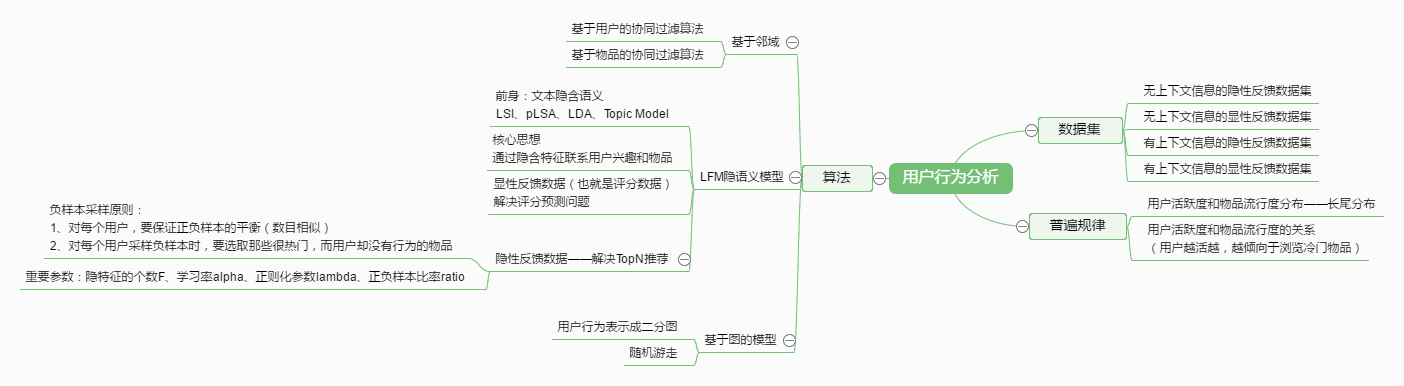 用户行为分析
数据集
无上下文信息的隐性反馈数据集
无上下文信息的显性反馈数据集
有上下文信息的隐性反馈数据集
有上下文信息的显性反馈数据集
普遍规律
用户活跃度和物品流行度分布——长尾分布
用户活跃度和物品流行度的关系
（用户越活越，越倾向于浏览冷门物品）
算法
基于邻域
基于用户的协同过滤算法
基于物品的协同过滤算法
LFM隐语义模型
前身：文本隐含语义
LSI、pLSA、LDA、Topic Model
核心思想
通过隐含特征联系用户兴趣和物品
显性反馈数据（也就是评分数据）
解决评分预测问题
隐性反馈数据——解决TopN推荐
负样本采样原则：
1、对每个用户，要保证正负样本的平衡（数目相似）
2、对每个用户采样负样本时，要选取那些很热门，而用户却没有行为的物品
重要参数：隐特征的个数F、学习率alpha、正则化参数lambda、正负样本比率ratio
基于图的模型
用户行为表示成二分图
随机游走